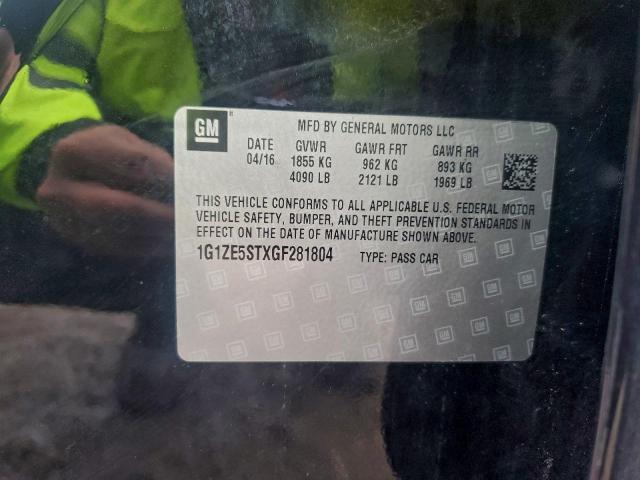 GM
MFD BY GENERAL MOTORS LLC
DATE GVWR GAWR FRT GAWR RR
04/16 1855 KG 962 KG 893 KG
4090 LB 2121 LB 1969 LB
THIS VEHICLE CONFORMS TO ALL APPLICABLE U.S. FEDERAL MOTOR
VEHICLE SAFETY, BUMPER, AND THEFT PREVENTION STANDARDS IN
EFFECT ON THE DATE OF MANUFACTURE SHOWN ABOVE.
1G1ZE5STXGF281804 TYPE: PASS CAR